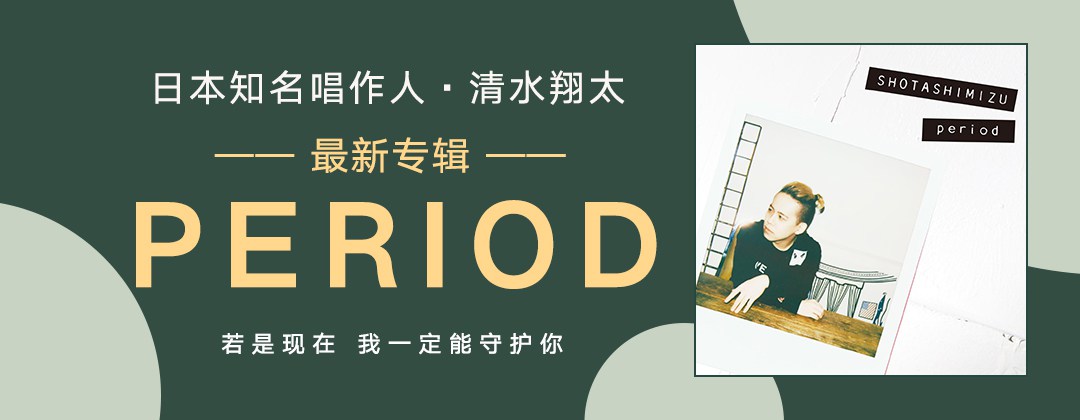 日本知名唱作人·清水翔太
—— 最新专辑 ——
PERIOD
若是现在 我一定能守护你
SHOTASHIMIZU
period